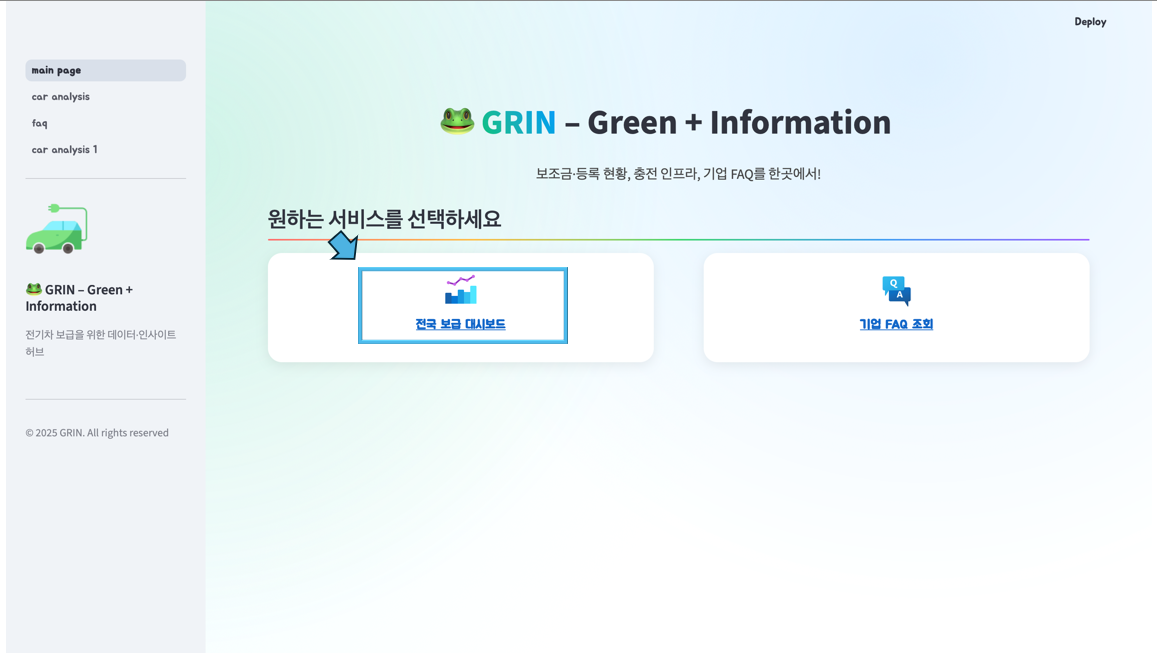 Deploy
main page
car analysis
faq
car analysis 1
GRIN – Green +
Information
전기차 보급을 위한 데이터·인사이트
허브
© 2025 GRIN. All rights reserved
GRIN – Green + Information
보조금·등록 현황, 충전 인프라, 기업 FAQ를 한곳에서!
원하는 서비스를 선택하세요
전국 보급 대시보드
Q
A
기업 FAQ 조회